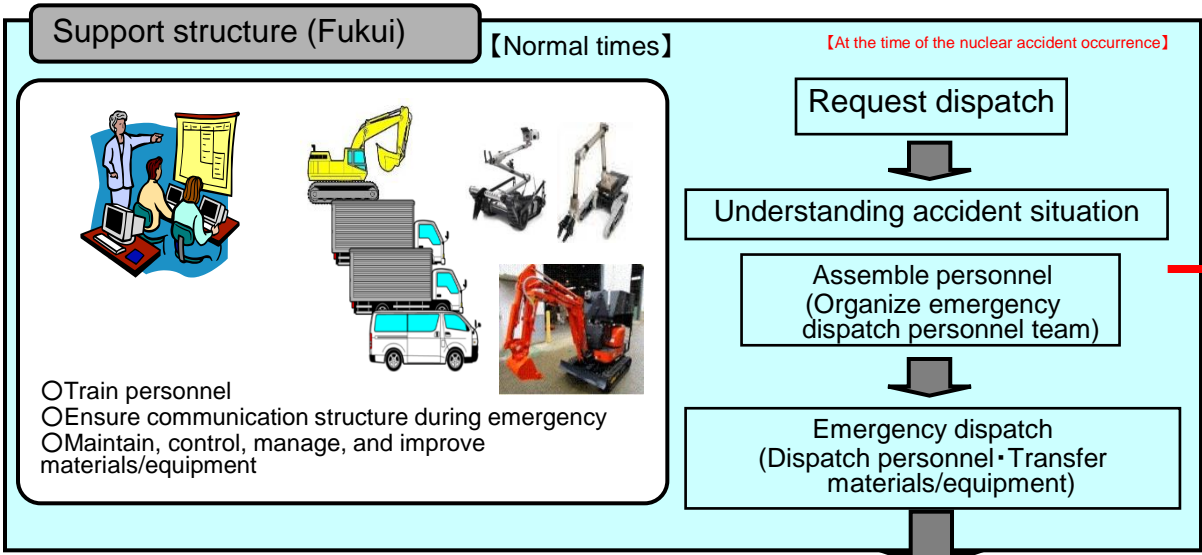 Support structure (Fukui)
【Normal times】
○Train personnel
○Ensure communication structure during emergency
○Maintain, control, manage, and improve
materials/equipment
【At the time of the nuclear accident occurrence】
Request dispatch
Understanding accident situation
Assemble personnel
(Organize emergency
dispatch personnel team)
Emergency dispatch
(Dispatch personnel・Transfer
materials/equipment)